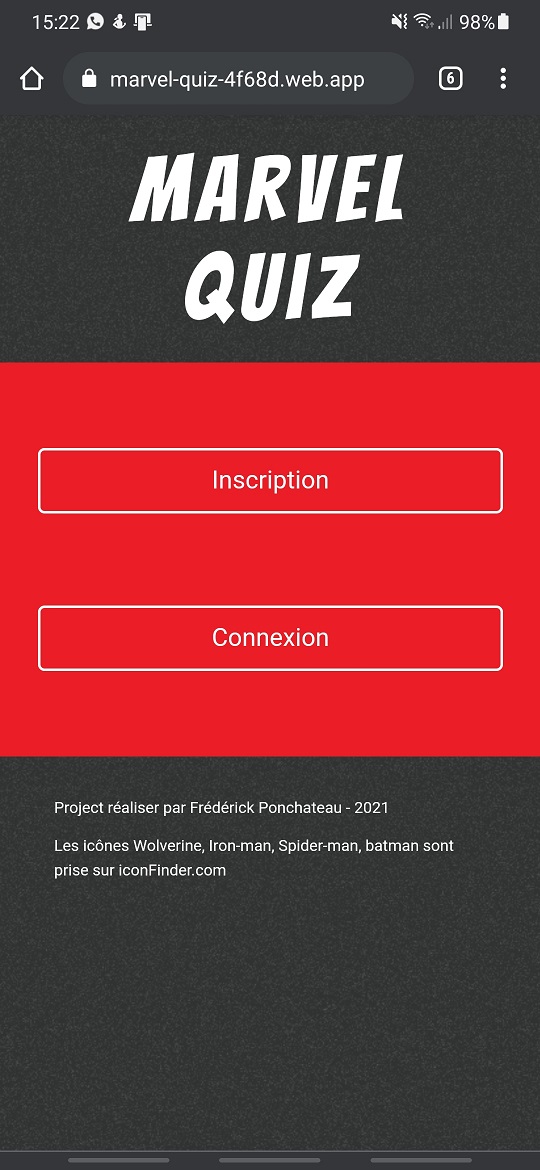 15:22 98%
marvel-quiz-4f68d.web.app 6
MARVEL
QUIZ
Inscription
Connexion
Project réaliser par Frédérick Ponchateau - 2021
Les icônes Wolverine, Iron-man, Spider-man, batman sont
prise sur iconFinder.com